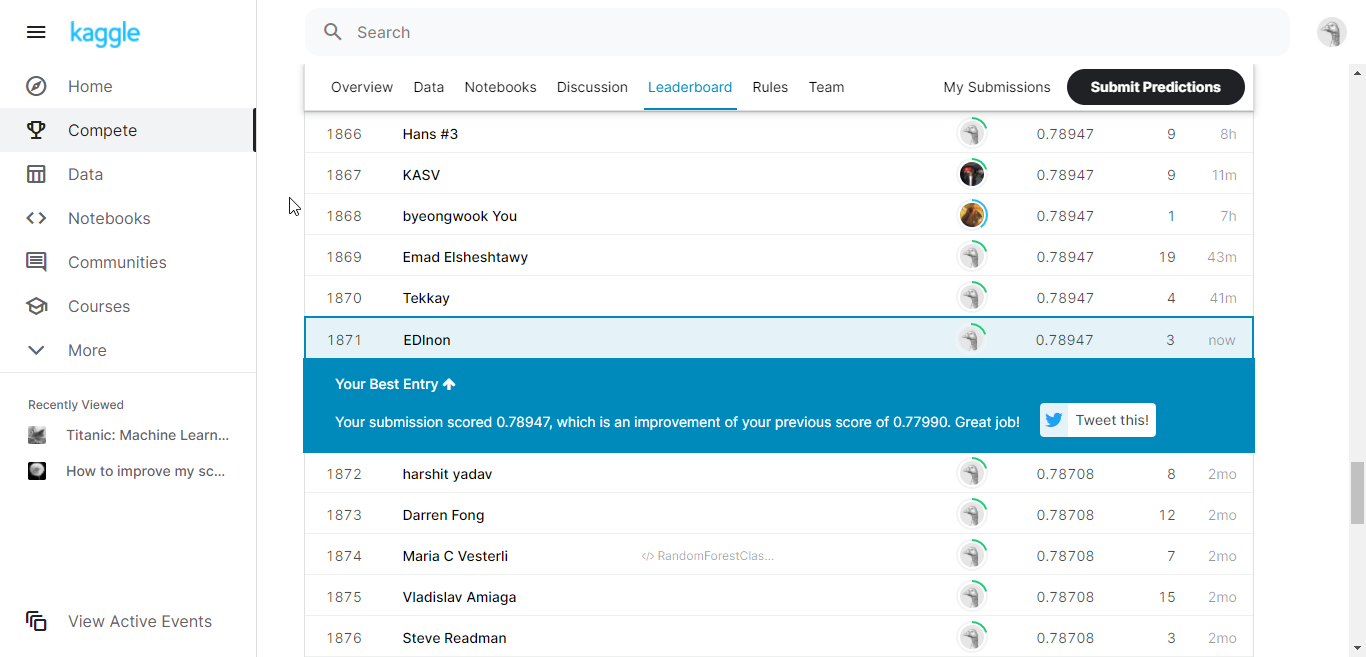 kaggle
Search
Home
Compete
Data
Notebooks
Communities
Courses
More
Recently Viewed
Titanic: Machine Learn...
How to improve my sc...
View Active Events
Overview Data Notebooks Discussion Leaderboard Rules Team My Submissions Submit Predictions
1866 Hans #3 0.78947 9 8h
1867 KASV 0.78947 9 11m
1868 byeongwook You 0.78947 1 7h
1869 Emad Elsheshtawy 0.78947 19 43m
1870 Tekkay 0.78947 4 41m
1871 EDInon 0.78947 3 now
Your Best Entry ↑
Your submission scored 0.78947, which is an improvement of your previous score of 0.77990. Great job! Tweet this!
1872 harshit yadav 0.78708 8 2mo
1873 Darren Fong 0.78708 12 2mo
1874 Maria C Vesterli </> RandomForestClas... 0.78708 7 2mo
1875 Vladislav Amiaga 0.78708 15 2mo
1876 Steve Readman 0.78708 3 2mo